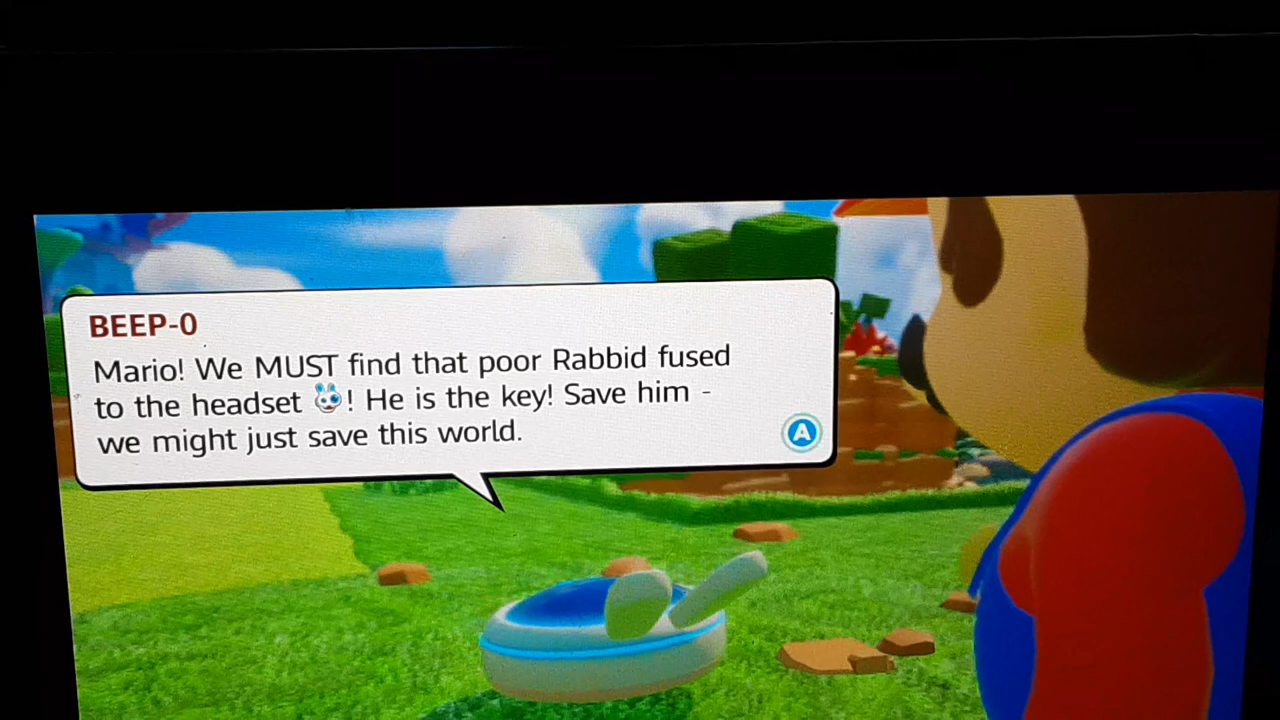 BEEP-0
Mario! We MUST find that poor Rabbid fused
to the headset ! He is the key! Save him -
we might just save this world.
A